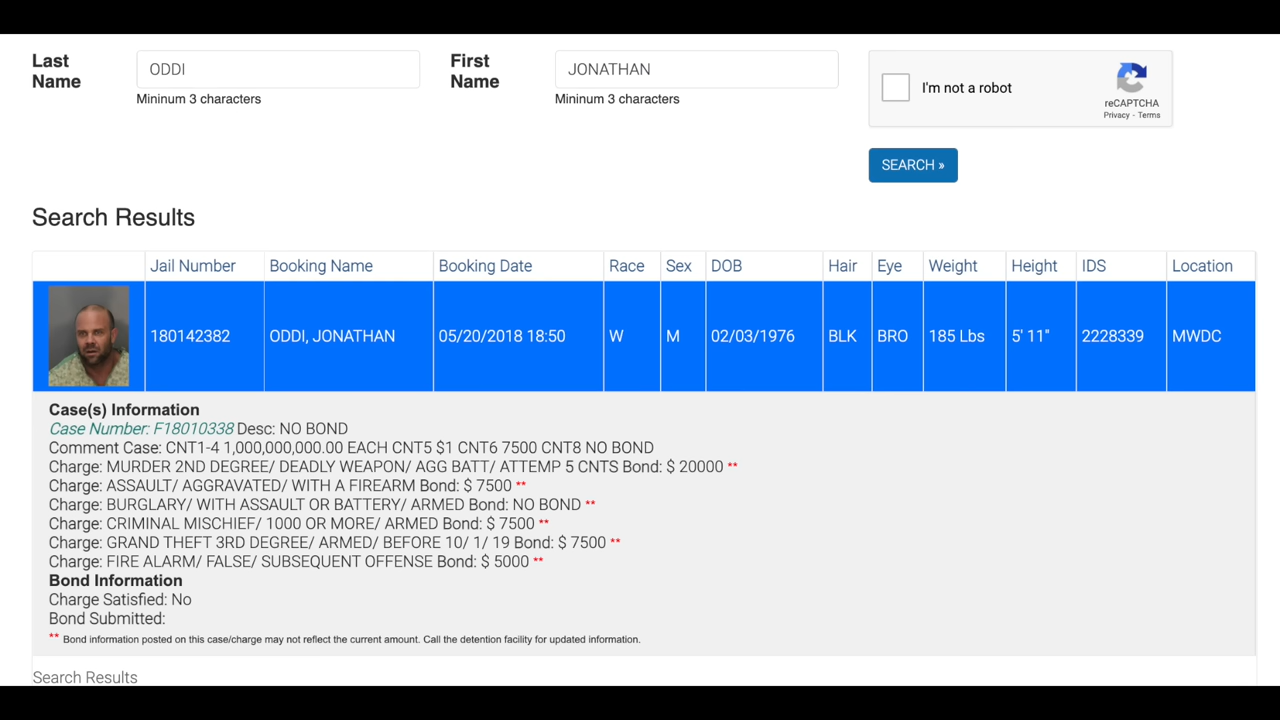 Last Name
ODDI
Mininum 3 characters
First Name
JONATHAN
Mininum 3 characters
I'm not a robot
reCAPTCHA
Privacy - Terms
SEARCH »
Search Results
Jail Number Booking Name Booking Date Race Sex DOB Hair Eye Weight Height IDS Location
180142382 ODDI, JONATHAN 05/20/2018 18:50 W M 02/03/1976 BLK BRO 185 Lbs 5' 11" 2228339 MWDC
Case(s) Information
Case Number: F18010338 Desc: NO BOND
Comment Case: CNT1-4 1,000,000,000.00 EACH CNT5 $1 CNT6 7500 CNT8 NO BOND
Charge: MURDER 2ND DEGREE/ DEADLY WEAPON/ AGG BATT/ ATTEMP 5 CNTS Bond: $ 20000 **
Charge: ASSAULT/ AGGRAVATED/ WITH A FIREARM Bond: $ 7500 **
Charge: BURGLARY/ WITH ASSAULT OR BATTERY/ ARMED Bond: NO BOND **
Charge: CRIMINAL MISCHIEF/ 1000 OR MORE/ ARMED Bond: $ 7500 **
Charge: GRAND THEFT 3RD DEGREE/ ARMED/ BEFORE 10/ 1/ 19 Bond: $ 7500 **
Charge: FIRE ALARM/ FALSE/ SUBSEQUENT OFFENSE Bond: $ 5000 **
Bond Information
Charge Satisfied: No
Bond Submitted:
** Bond information posted on this case/charge may not reflect the current amount. Call the detention facility for updated information.
Search Results